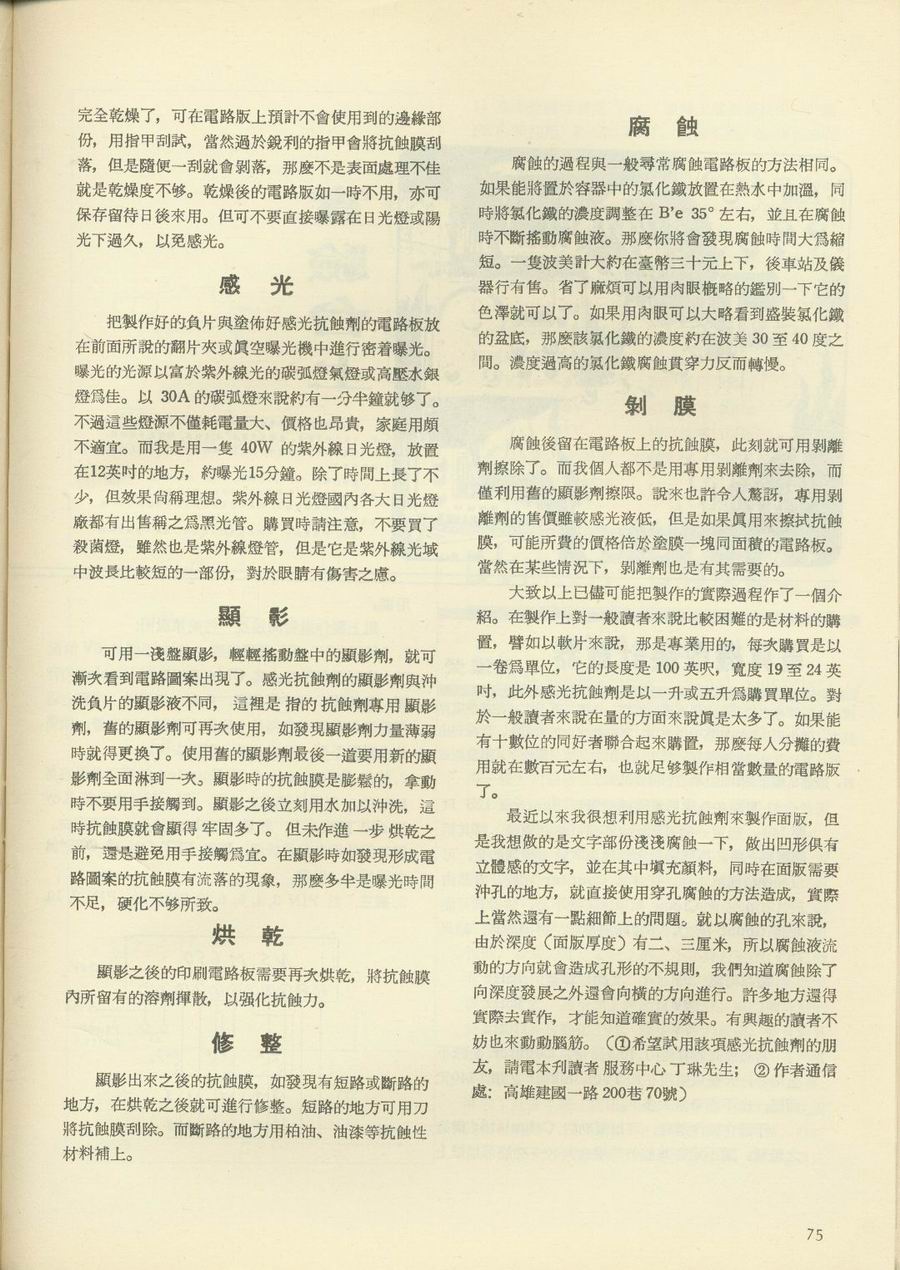 完全乾燥了，可在電路版上預計不會使用到的邊緣部
份，用指甲刮試，當然過於銳利的指甲會將抗蝕膜刮
落，但是隨便一刮就會剝落，那麼不是表面處理不佳
就是乾燥度不够。乾燥後的電路版如一時不用，亦可
保存留待日後來用。但可不要直接曝露在日光燈或陽
光下過久，以免感光。
感光
把製作好的負片與塗佈好感光抗蝕劑的電路板放
在前面所說的翻片夾或眞空曝光機中進行密着曝光。
曝光的光源以富於紫外線光的碳弧燈氣燈或高壓水銀
燈爲佳。以 30A 的碳弧燈來說約有一分半鐘就够了。
不過這些燈源不僅耗電量大、價格也昂貴，家庭用頗
不適宜。而我是用一隻 40W 的紫外線日光燈，放置
在12英吋的地方，約曝光15分鐘。除了時間上長了不
少，但效果尙稱理想。紫外線日光燈國內各大日光燈
廠都有出售稱之爲黑光管。購買時請注意，不要買了
殺菌燈，雖然也是紫外線燈管，但是它是紫外線光域
中波長比較短的一部份，對於眼睛有傷害之慮。
顯影
可用一淺盤顯影，輕輕搖動盤中的顯影劑，就可
漸次看到電路圖案出現了。感光抗蝕劑的顯影劑與沖
洗負片的顯影液不同，這裡是 指的 抗蝕劑專用 顯影
劑，舊的顯影劑可再次使用，如發現顯影劑力量薄弱
時就得更換了。使用舊的顯影劑最後一道要用新的顯
影劑全面淋到一次。顯影時的抗蝕膜是膨鬆的，拿動
時不要用手接觸到。顯影之後立刻用水加以沖洗，這
時抗蝕膜就會顯得 牢固多了。但未作進 一步 烘乾之
前，還是避免用手接觸爲宜。在顯影時如發現形成電
路圖案的抗蝕膜有流落的現象，那麼多半是曝光時間
不足，硬化不够所致。
烘乾
顯影之後的印刷電路板需要再次烘乾，將抗蝕膜
內所留有的溶劑揮散，以强化抗蝕力。
修整
顯影出來之後的抗蝕膜，如發現有短路或斷路的
地方，在烘乾之後就可進行修整。短路的地方可用刀
將抗蝕膜刮除。而斷路的地方用柏油、油漆等抗蝕性
材料補上。
腐蝕
腐蝕的過程與一般尋常腐蝕電路板的方法相同。
如果能將置於容器中的氯化鐵放置在熱水中加溫，同
時將氯化鐵的濃度調整在 B’e 35° 左右，並且在腐蝕
時不斷搖動腐蝕液。那麼你將會發現腐蝕時間大爲縮
短。一隻波美計大約在臺幣三十元上下，後車站及儀
器行有售。省了麻煩可以用肉眼概略的鑑別一下它的
色澤就可以了。如果用肉眼可以大略看到盛裝氯化鐵
的盆底，那麼該氯化鐵的濃度約在波美 30 至 40 度之
間。濃度過高的氯化鐵腐蝕貫穿力反而轉慢。
剝膜
腐蝕後留在電路板上的抗蝕膜，此刻就可用剝離
劑擦除了。而我個人都不是用專用剝離劑來去除，而
僅利用舊的顯影劑擦限。說來也許令人驚訝，專用剝
離劑的售價雖較感光液低，但是如果眞用來擦拭抗蝕
膜，可能所費的價格倍於塗膜一塊同面積的電路板。
當然在某些情況下，剝離劑也是有其需要的。
大致以上已儘可能把製作的實際過程作了一個介
紹。在製作上對一般讀者來說比較困難的是材料的購
置，譬如以軟片來說，那是專業用的，每次購買是以
一卷爲單位，它的長度是 100 英呎，寬度 19 至 24 英
吋，此外感光抗蝕劑是以一升或五升爲購買單位。對
於一般讀者來說在量的方面來說眞是太多了。如果能
有十數位的同好者聯合起來購置，那麼每人分攤的費
用就在數百元左右，也就足够製作相當數量的電路版
了。
最近以來我很想利用感光抗蝕劑來製作面版，但
是我想做的是文字部份淺淺腐蝕一下，做出凹形俱有
立體感的文字，並在其中塡充顏料，同時在面版需要
沖孔的地方，就直接使用穿孔腐蝕的方法造成，實際
上當然還有一點細節上的問題。就以腐蝕的孔來說，
由於深度（面版厚度）有二、三厘米，所以腐蝕液流
動的方向就會造成孔形的不規則，我們知道腐蝕除了
向深度發展之外還會向橫的方向進行。許多地方還得
實際去實作，才能知道確實的效果。有興趣的讀者不
妨也來動動腦筋。（①希望試用該項感光抗蝕劑的朋
友，請電本刋讀者 服務中心 丁琳先生；②作者通信
處：高雄建國一路 200巷 70號）
75